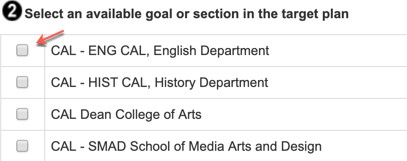 2 Select an available goal or section in the target plan
CAL - ENG CAL, English Department
CAL - HIST CAL, History Department
CAL Dean College of Arts
CAL - SMAD School of Media Arts and Design